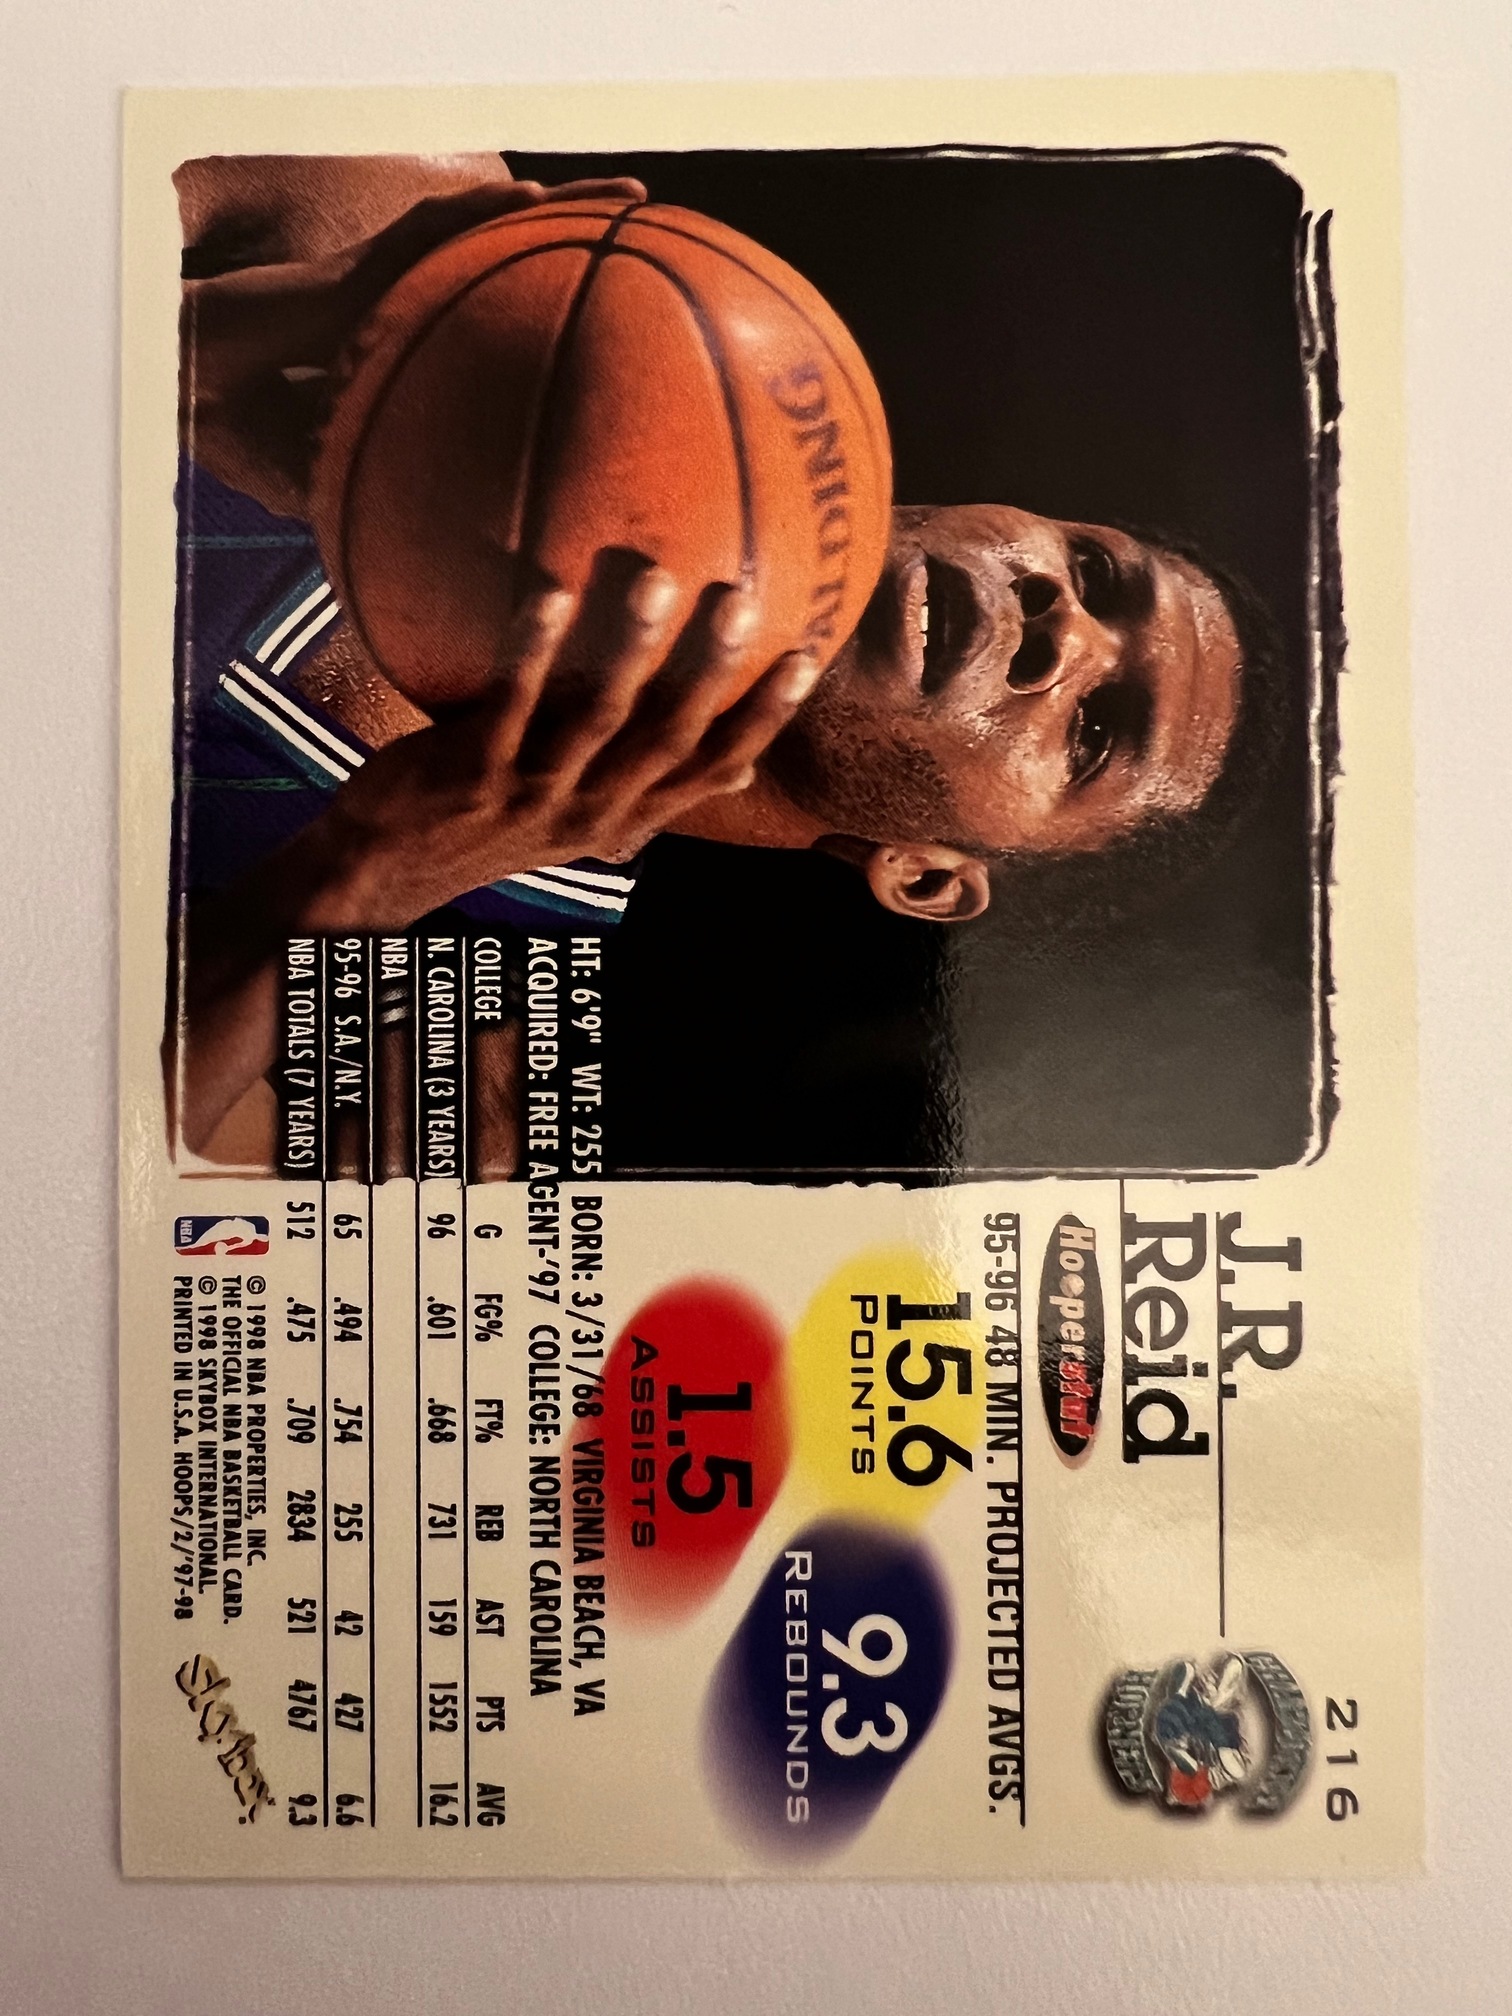 216
J.R.
Reid
CHARLOTTE
HORNETS
Hooperstat
95-96 48 MIN. PROJECTED AVGS.
15.6
POINTS
9.3
REBOUNDS
1.5
ASSISTS
SPALDING
HT: 6'9" WT: 255 BORN: 3/31/68 VIRGINIA BEACH, VA
ACQUIRED: FREE AGENT-'97 COLLEGE: NORTH CAROLINA
COLLEGE G FG% FT% REB AST PTS AVG
N. CAROLINA (3 YEARS) 96 .601 .668 731 159 1552 16.2
NBA
95-96 S.A./N.Y. 65 .494 .754 255 42 427 6.6
NBA TOTALS (7 YEARS) 512 .475 .709 2834 521 4767 9.3
NBA
© 1998 NBA PROPERTIES, INC.
THE OFFICIAL NBA BASKETBALL CARD.
© 1998 SKYBOX INTERNATIONAL.
PRINTED IN U.S.A. HOOPS/2/'97-98
SkyBox